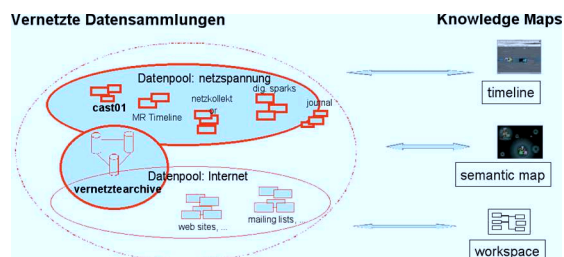 Vernetzte Datensammlungen
Knowledge Maps
Datenpool: netzspannung
cast01
MR Timeline
netzkollekt
or
dig. sparks
journal
timeline
vernetztearchive
Datenpool: Internet
web sites, ...
mailing lists, ...
semantic map
workspace